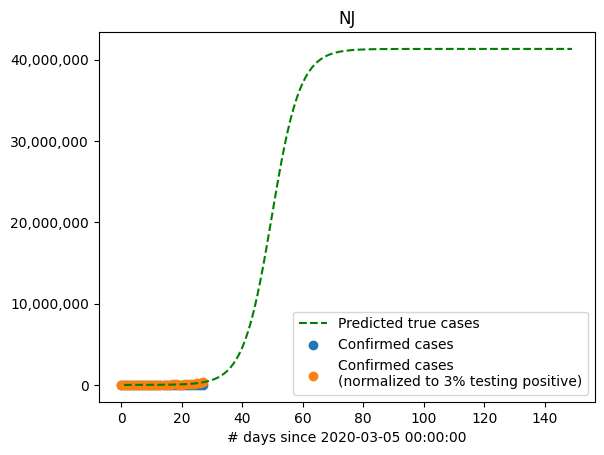 NJ
40,000,000
30,000,000
20,000,000
10,000,000
0
Predicted true cases
Confirmed cases
Confirmed cases
(normalized to 3% testing positive)
0 20 40 60 80 100 120 140
# days since 2020-03-05 00:00:00